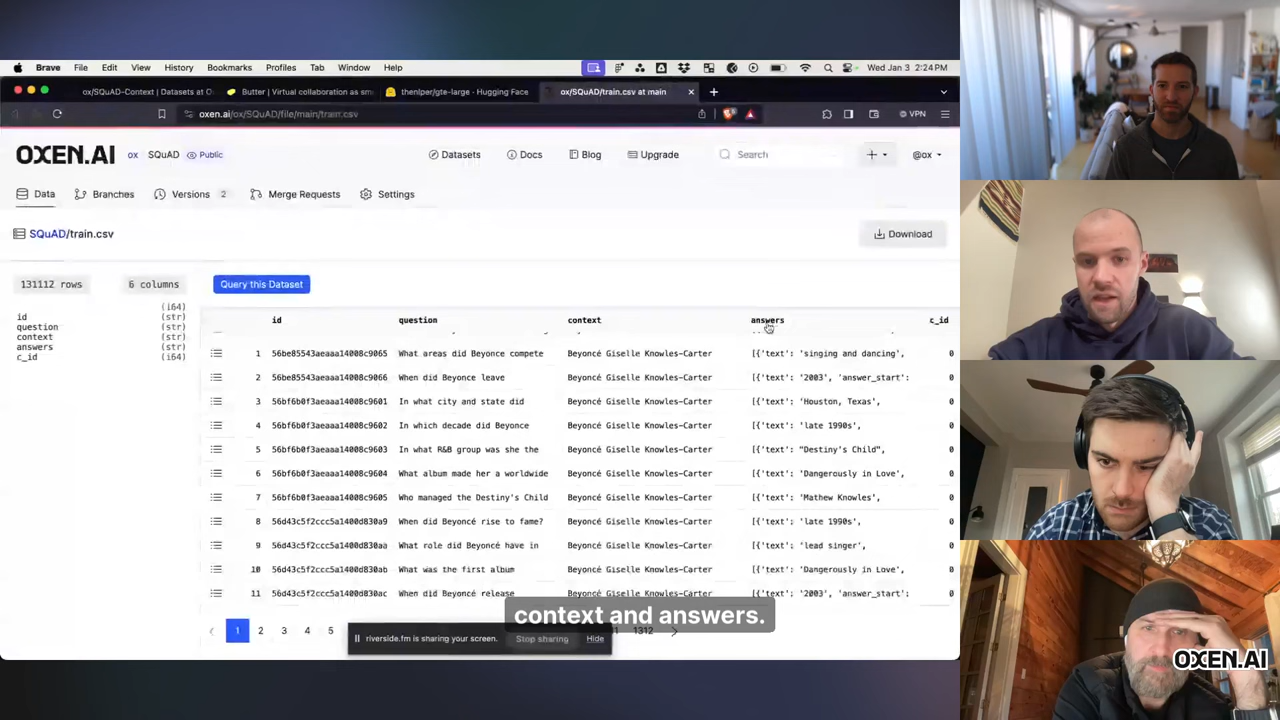 Brave File Edit View History Bookmarks Profiles Tab Window Help Wed Jan 3 2:24 PM
ox/SQuAD-Context | Datasets at O Butter | Virtual collaboration as sm thenlper/gte-large · Hugging Face ox/SQuAD/train.csv at main
oxen.ai/ox/SQuAD/file/main/train.csv VPN
OXEN.AI ox SQuAD Public Datasets Docs Blog Upgrade Search @ox
Data Branches Versions 2 Merge Requests Settings
SQuAD/train.csv Download
131112 rows 6 columns Query this Dataset
(i64)
id (str)
question (str)
context (str)
answers (str)
c_id (i64)
id question context answers c_id
1 56be85543aeaaa14008c9065 What areas did Beyonce compete Beyoncé Giselle Knowles-Carter [{'text': 'singing and dancing', 0
2 56be85543aeaaa14008c9066 When did Beyonce leave Beyoncé Giselle Knowles-Carter [{'text': '2003', 'answer_start': 0
3 56bf6b0f3aeaaa14008c9601 In what city and state did Beyoncé Giselle Knowles-Carter [{'text': 'Houston, Texas', 0
4 56bf6b0f3aeaaa14008c9602 In which decade did Beyonce Beyoncé Giselle Knowles-Carter [{'text': 'late 1990s', 0
5 56bf6b0f3aeaaa14008c9603 In what R&B group was she the Beyoncé Giselle Knowles-Carter [{'text': "Destiny's Child", 0
6 56bf6b0f3aeaaa14008c9604 What album made her a worldwide Beyoncé Giselle Knowles-Carter [{'text': 'Dangerously in Love', 0
7 56bf6b0f3aeaaa14008c9605 Who managed the Destiny's Child Beyoncé Giselle Knowles-Carter [{'text': 'Mathew Knowles', 0
8 56d43c5f2ccc5a1400d830a9 When did Beyoncé rise to fame? Beyoncé Giselle Knowles-Carter [{'text': 'late 1990s', 0
9 56d43c5f2ccc5a1400d830aa What role did Beyoncé have in Beyoncé Giselle Knowles-Carter [{'text': 'lead singer', 0
10 56d43c5f2ccc5a1400d830ab What was the first album Beyoncé Giselle Knowles-Carter [{'text': 'Dangerously in Love', 0
11 56d43c5f2ccc5a1400d830ac When did Beyoncé release Beyoncé Giselle Knowles-Carter [{'text': '2003', 'answer_start': 0
context and answers.
1 2 3 4 5 1312
riverside.fm is sharing your screen. Stop sharing Hide
OXEN.AI